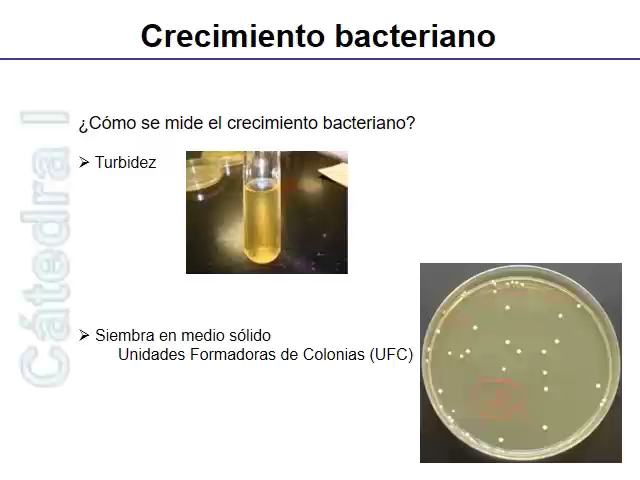 Crecimiento bacteriano
Cátedra I
¿Cómo se mide el crecimiento bacteriano?
➢ Turbidez
➢ Siembra en medio sólido
Unidades Formadoras de Colonias (UFC)